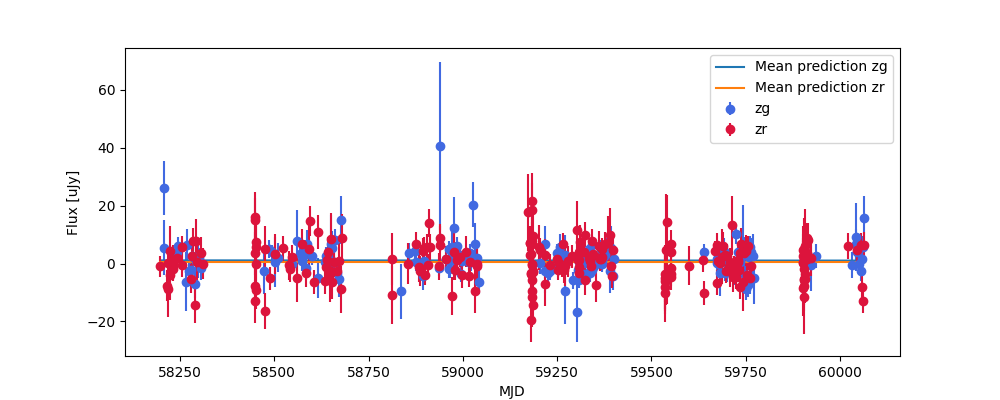 Mean prediction zg
Mean prediction zr
zg
zr
Flux [uJy]
60
40
20
0
−20
58250 58500 58750 59000 59250 59500 59750 60000
MJD